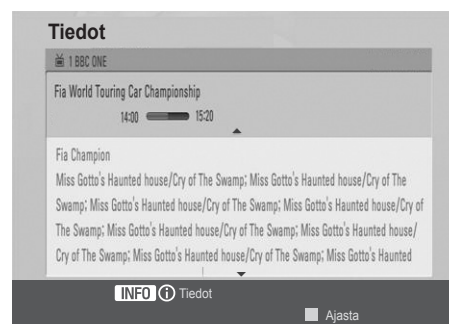 Tiedot
1 BBC ONE
Fia World Touring Car Championship
14:00 15:20
Fia Champion
Miss Gotto's Haunted house/Cry of The Swamp; Miss Gotto's Haunted house/Cry of The
Swamp; Miss Gotto's Haunted house/Cry of The Swamp; Miss Gotto's Haunted house/Cry of
The Swamp; Miss Gotto's Haunted house/Cry of The Swamp; Miss Gotto's Haunted house/
Cry of The Swamp; Miss Gotto's Haunted house/Cry of The Swamp; Miss Gotto's Haunted
INFO i Tiedot
Ajasta